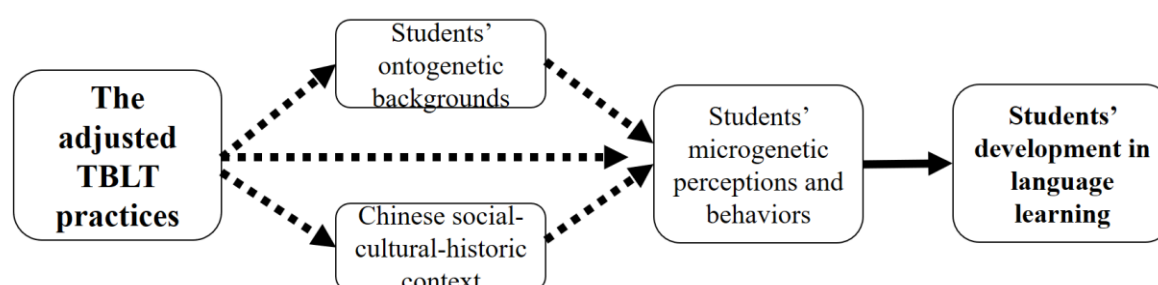 The
adjusted
TBLT
practices
Students’
ontogenetic
backgrounds
Chinese social-
cultural-historic
context
Students’
microgenetic
perceptions and
behaviors
Students’
development in
language
learning